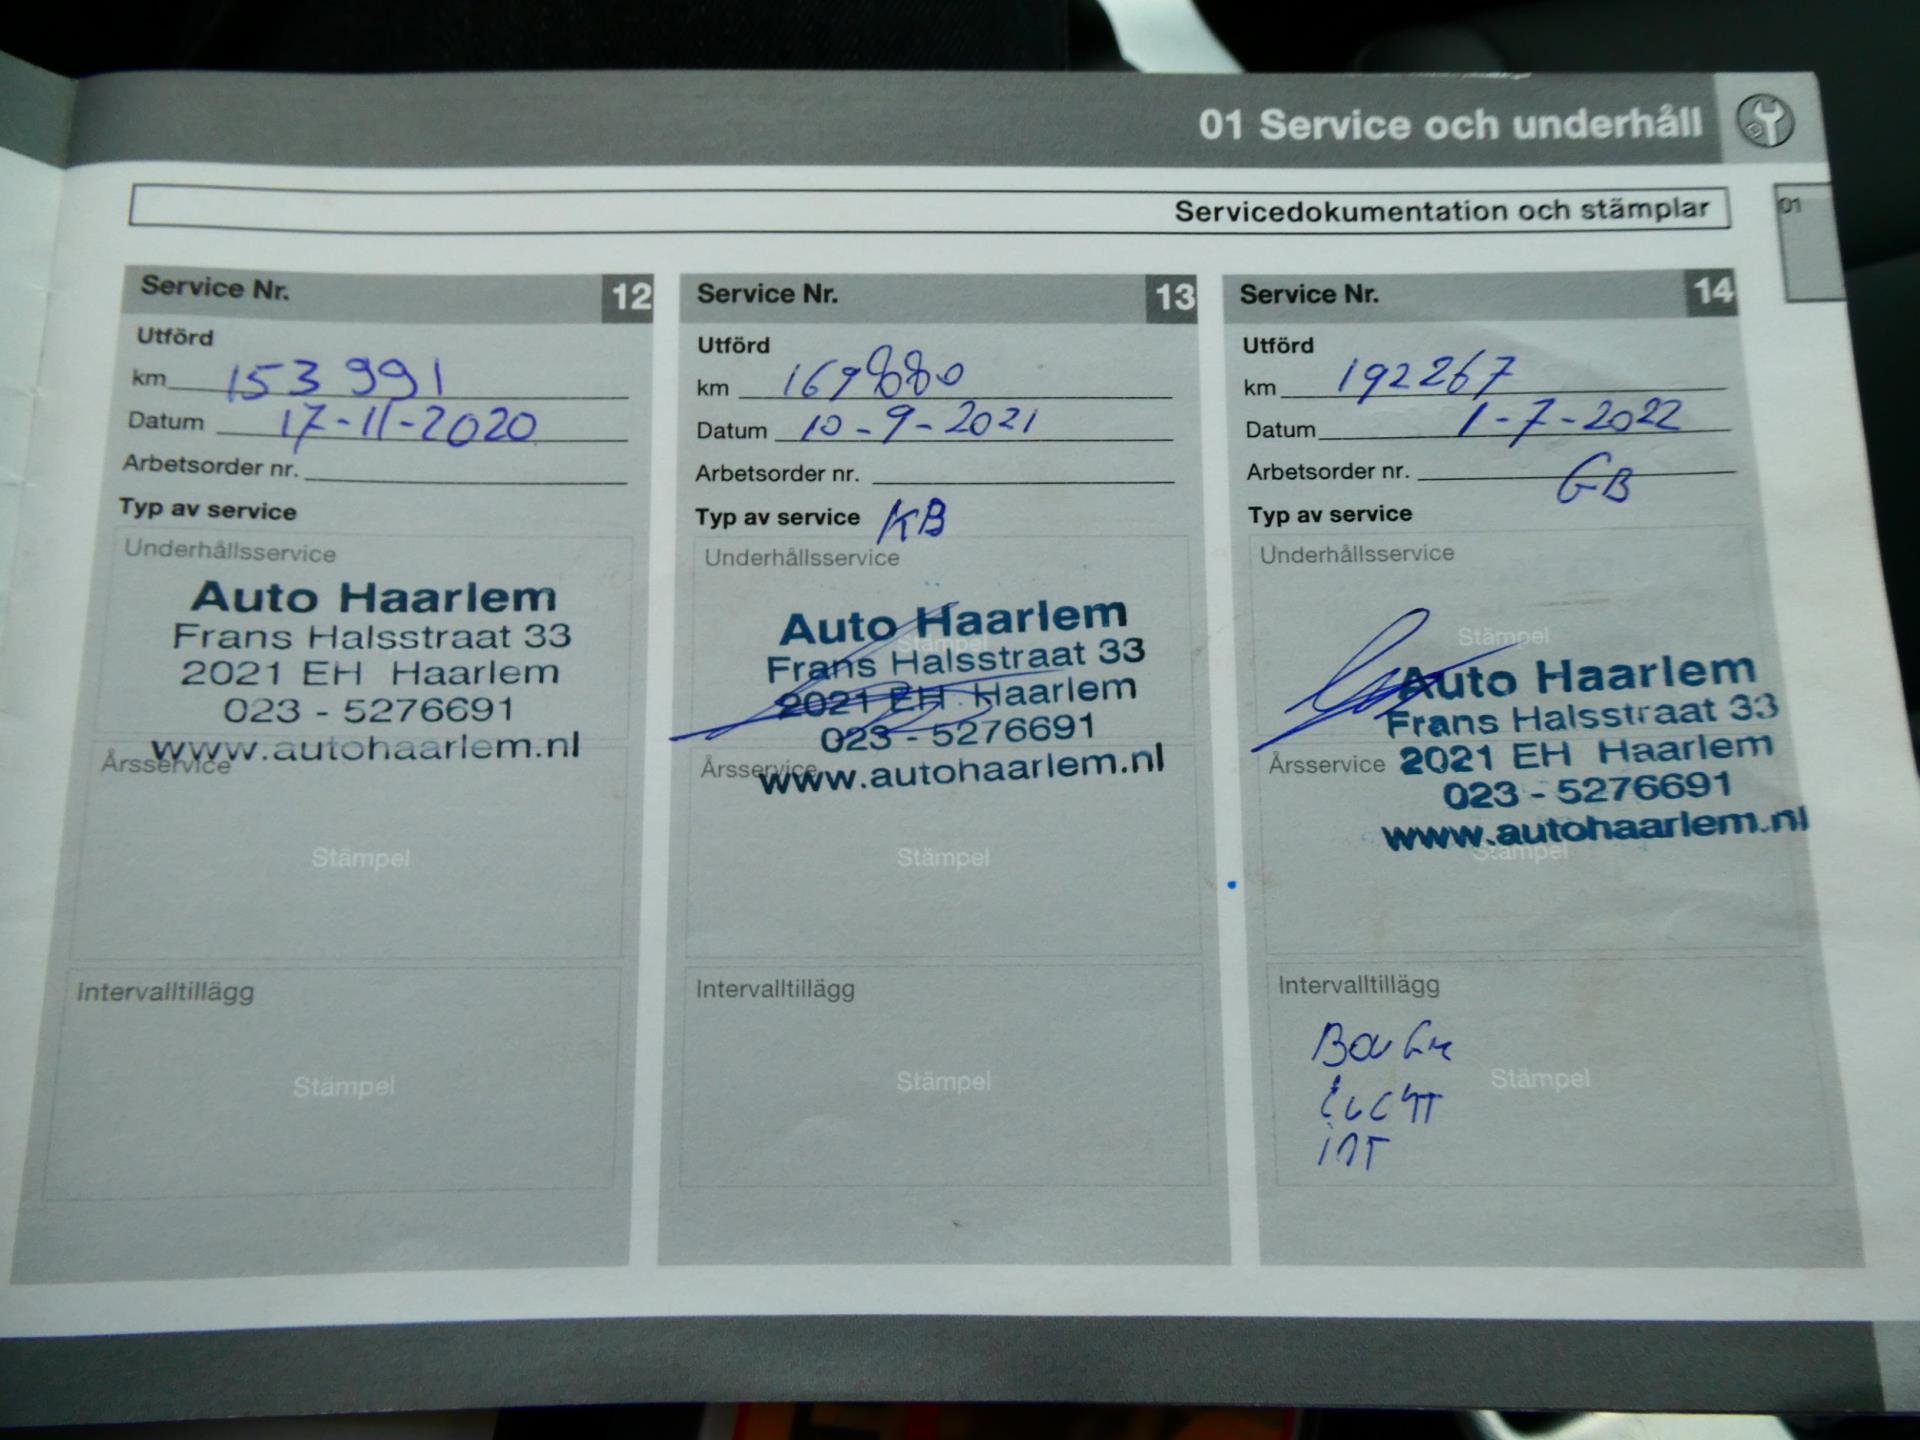 01 Service och underhåll
Servicedokumentation och stämplar
01
Service Nr. 12
Utförd
km 153 991
Datum 17-11-2020
Arbetsorder nr.
Typ av service
Underhållsservice
Auto Haarlem
Frans Halsstraat 33
2021 EH Haarlem
023 - 5276691
www.autohaarlem.nl
Årsservice
Stämpel
Intervalltillägg
Stämpel
Service Nr. 13
Utförd
km 169880
Datum 10-9-2021
Arbetsorder nr.
Typ av service KB
Underhållsservice
Stämpel
Auto Haarlem
Frans Halsstraat 33
2021 EH Haarlem
023 - 5276691
www.autohaarlem.nl
Årsservice
Stämpel
Intervalltillägg
Stämpel
Service Nr. 14
Utförd
km 192267
Datum 1-7-2022
Arbetsorder nr. GB
Typ av service
Underhållsservice
Stämpel
Auto Haarlem
Frans Halsstraat 33
2021 EH Haarlem
023 - 5276691
www.autohaarlem.nl
Årsservice
Stämpel
Intervalltillägg
LUCHT
INT
Stämpel